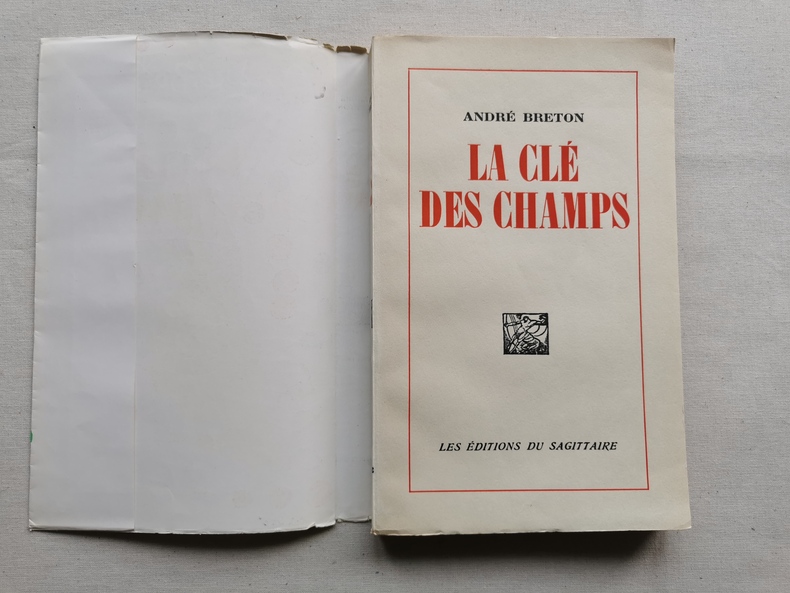 ANDRÉ BRETON
LA CLÉ
DES CHAMPS
LES ÉDITIONS DU SAGITTAIRE